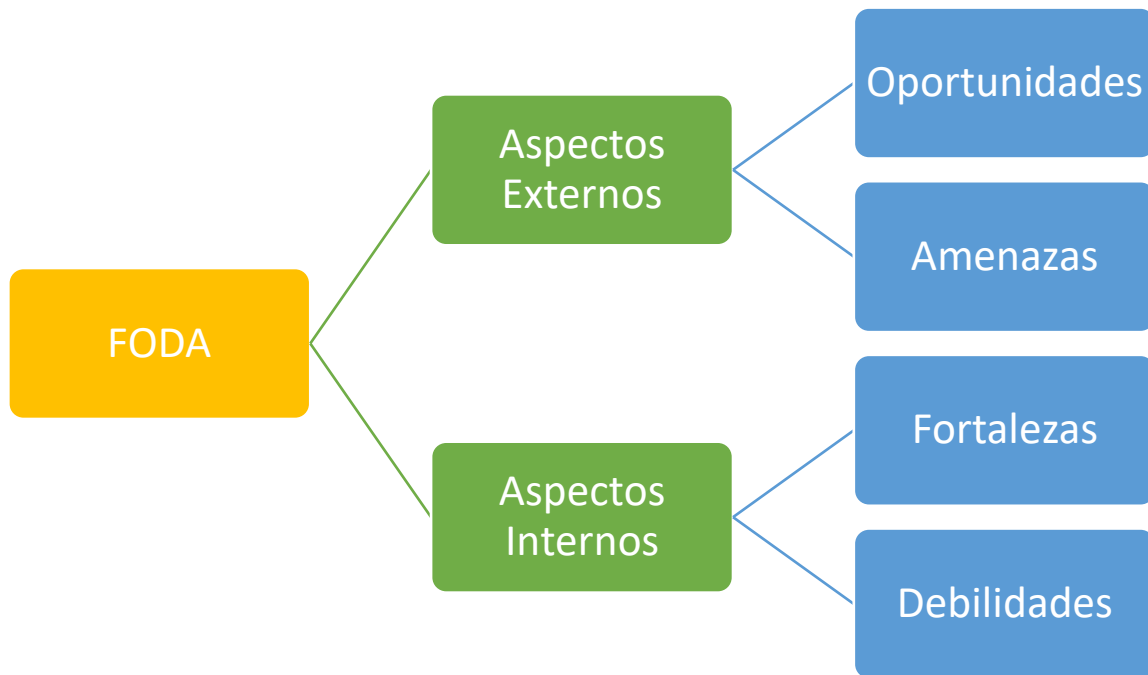 FODA
Aspectos
Externos
Oportunidades
Amenazas
Aspectos
Internos
Fortalezas
Debilidades